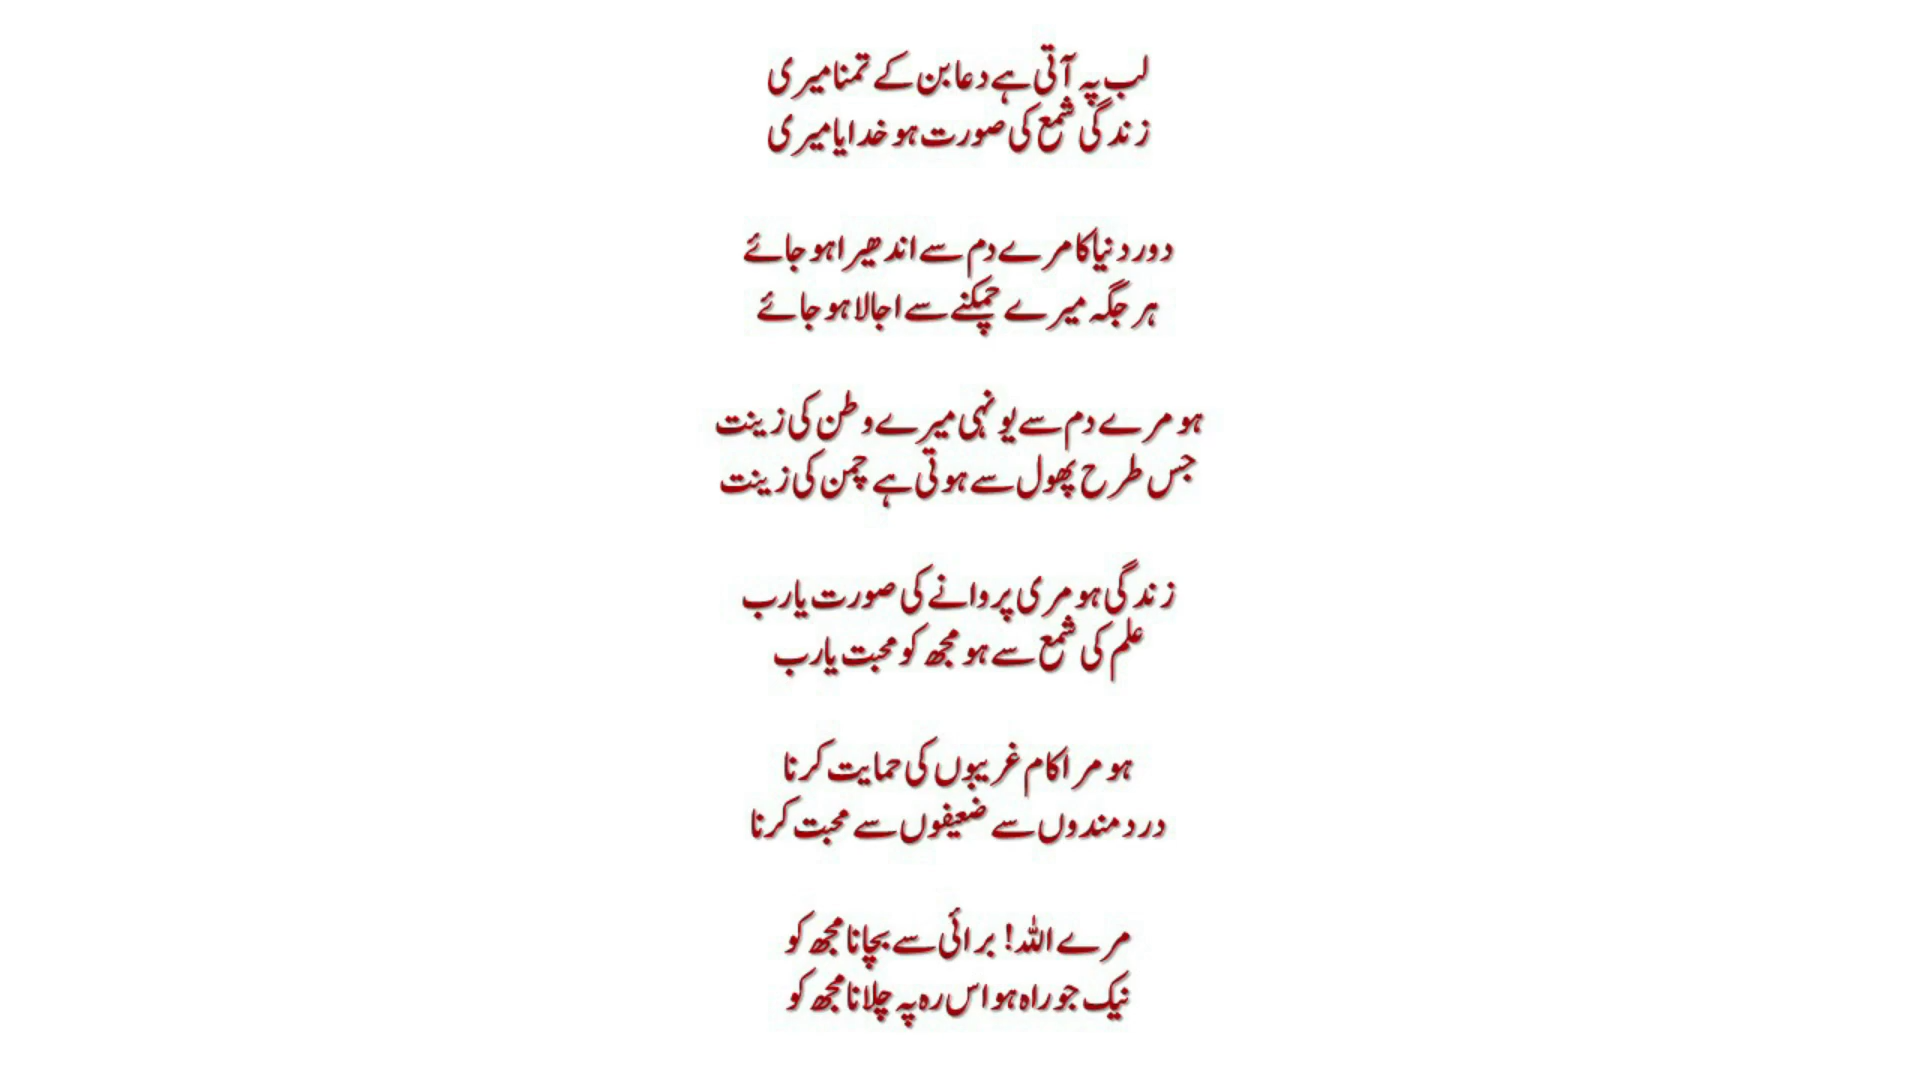 لب پہ آتی ہے دعا بن کے تمنا میری
زندگی شمع کی صورت ہو خدایا میری
دور دنیا کا مرے دم سے اندھیرا ہو جائے
ہر جگہ میرے چمکنے سے اجالا ہو جائے
ہو مرے دم سے یونہی میرے وطن کی زینت
جس طرح پھول سے ہوتی ہے چمن کی زینت
زندگی ہو مری پروانے کی صورت یارب
علم کی شمع سے ہو مجھ کو محبت یارب
ہو مرا کام غریبوں کی حمایت کرنا
دردمندوں سے ضعیفوں سے محبت کرنا
مرے اللہ! برائی سے بچانا مجھ کو
نیک جو راہ ہو اس رہ پہ چلانا مجھ کو